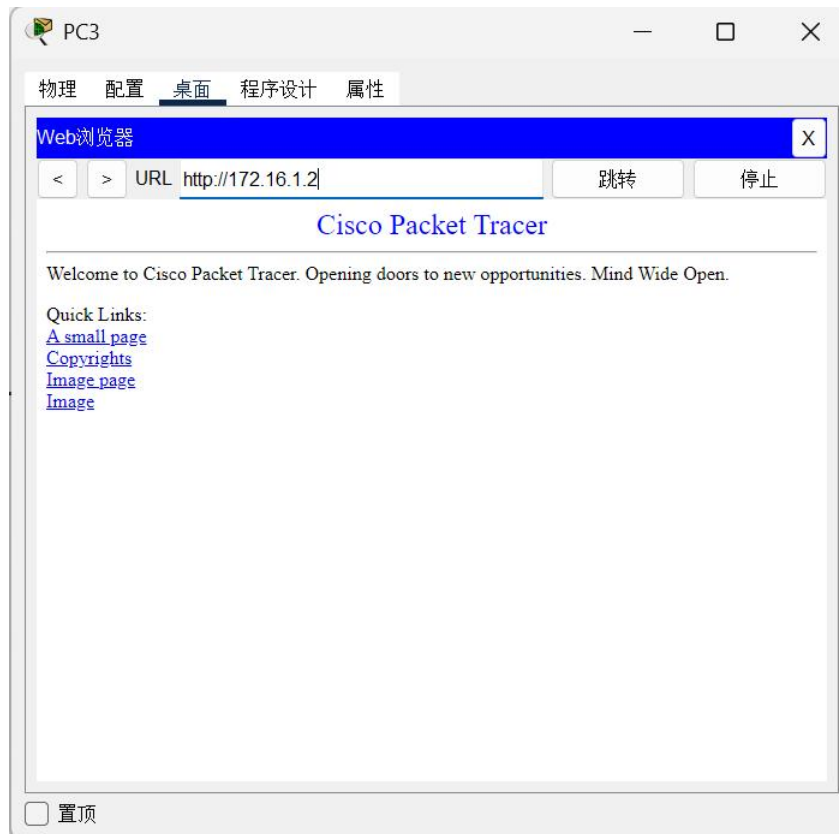 PC3
物理 配置 桌面 程序设计 属性
Web浏览器 X
< > URL http://172.16.1.2 跳转 停止
Cisco Packet Tracer
Welcome to Cisco Packet Tracer. Opening doors to new opportunities. Mind Wide Open.
Quick Links:
A small page
Copyrights
Image page
Image
置顶